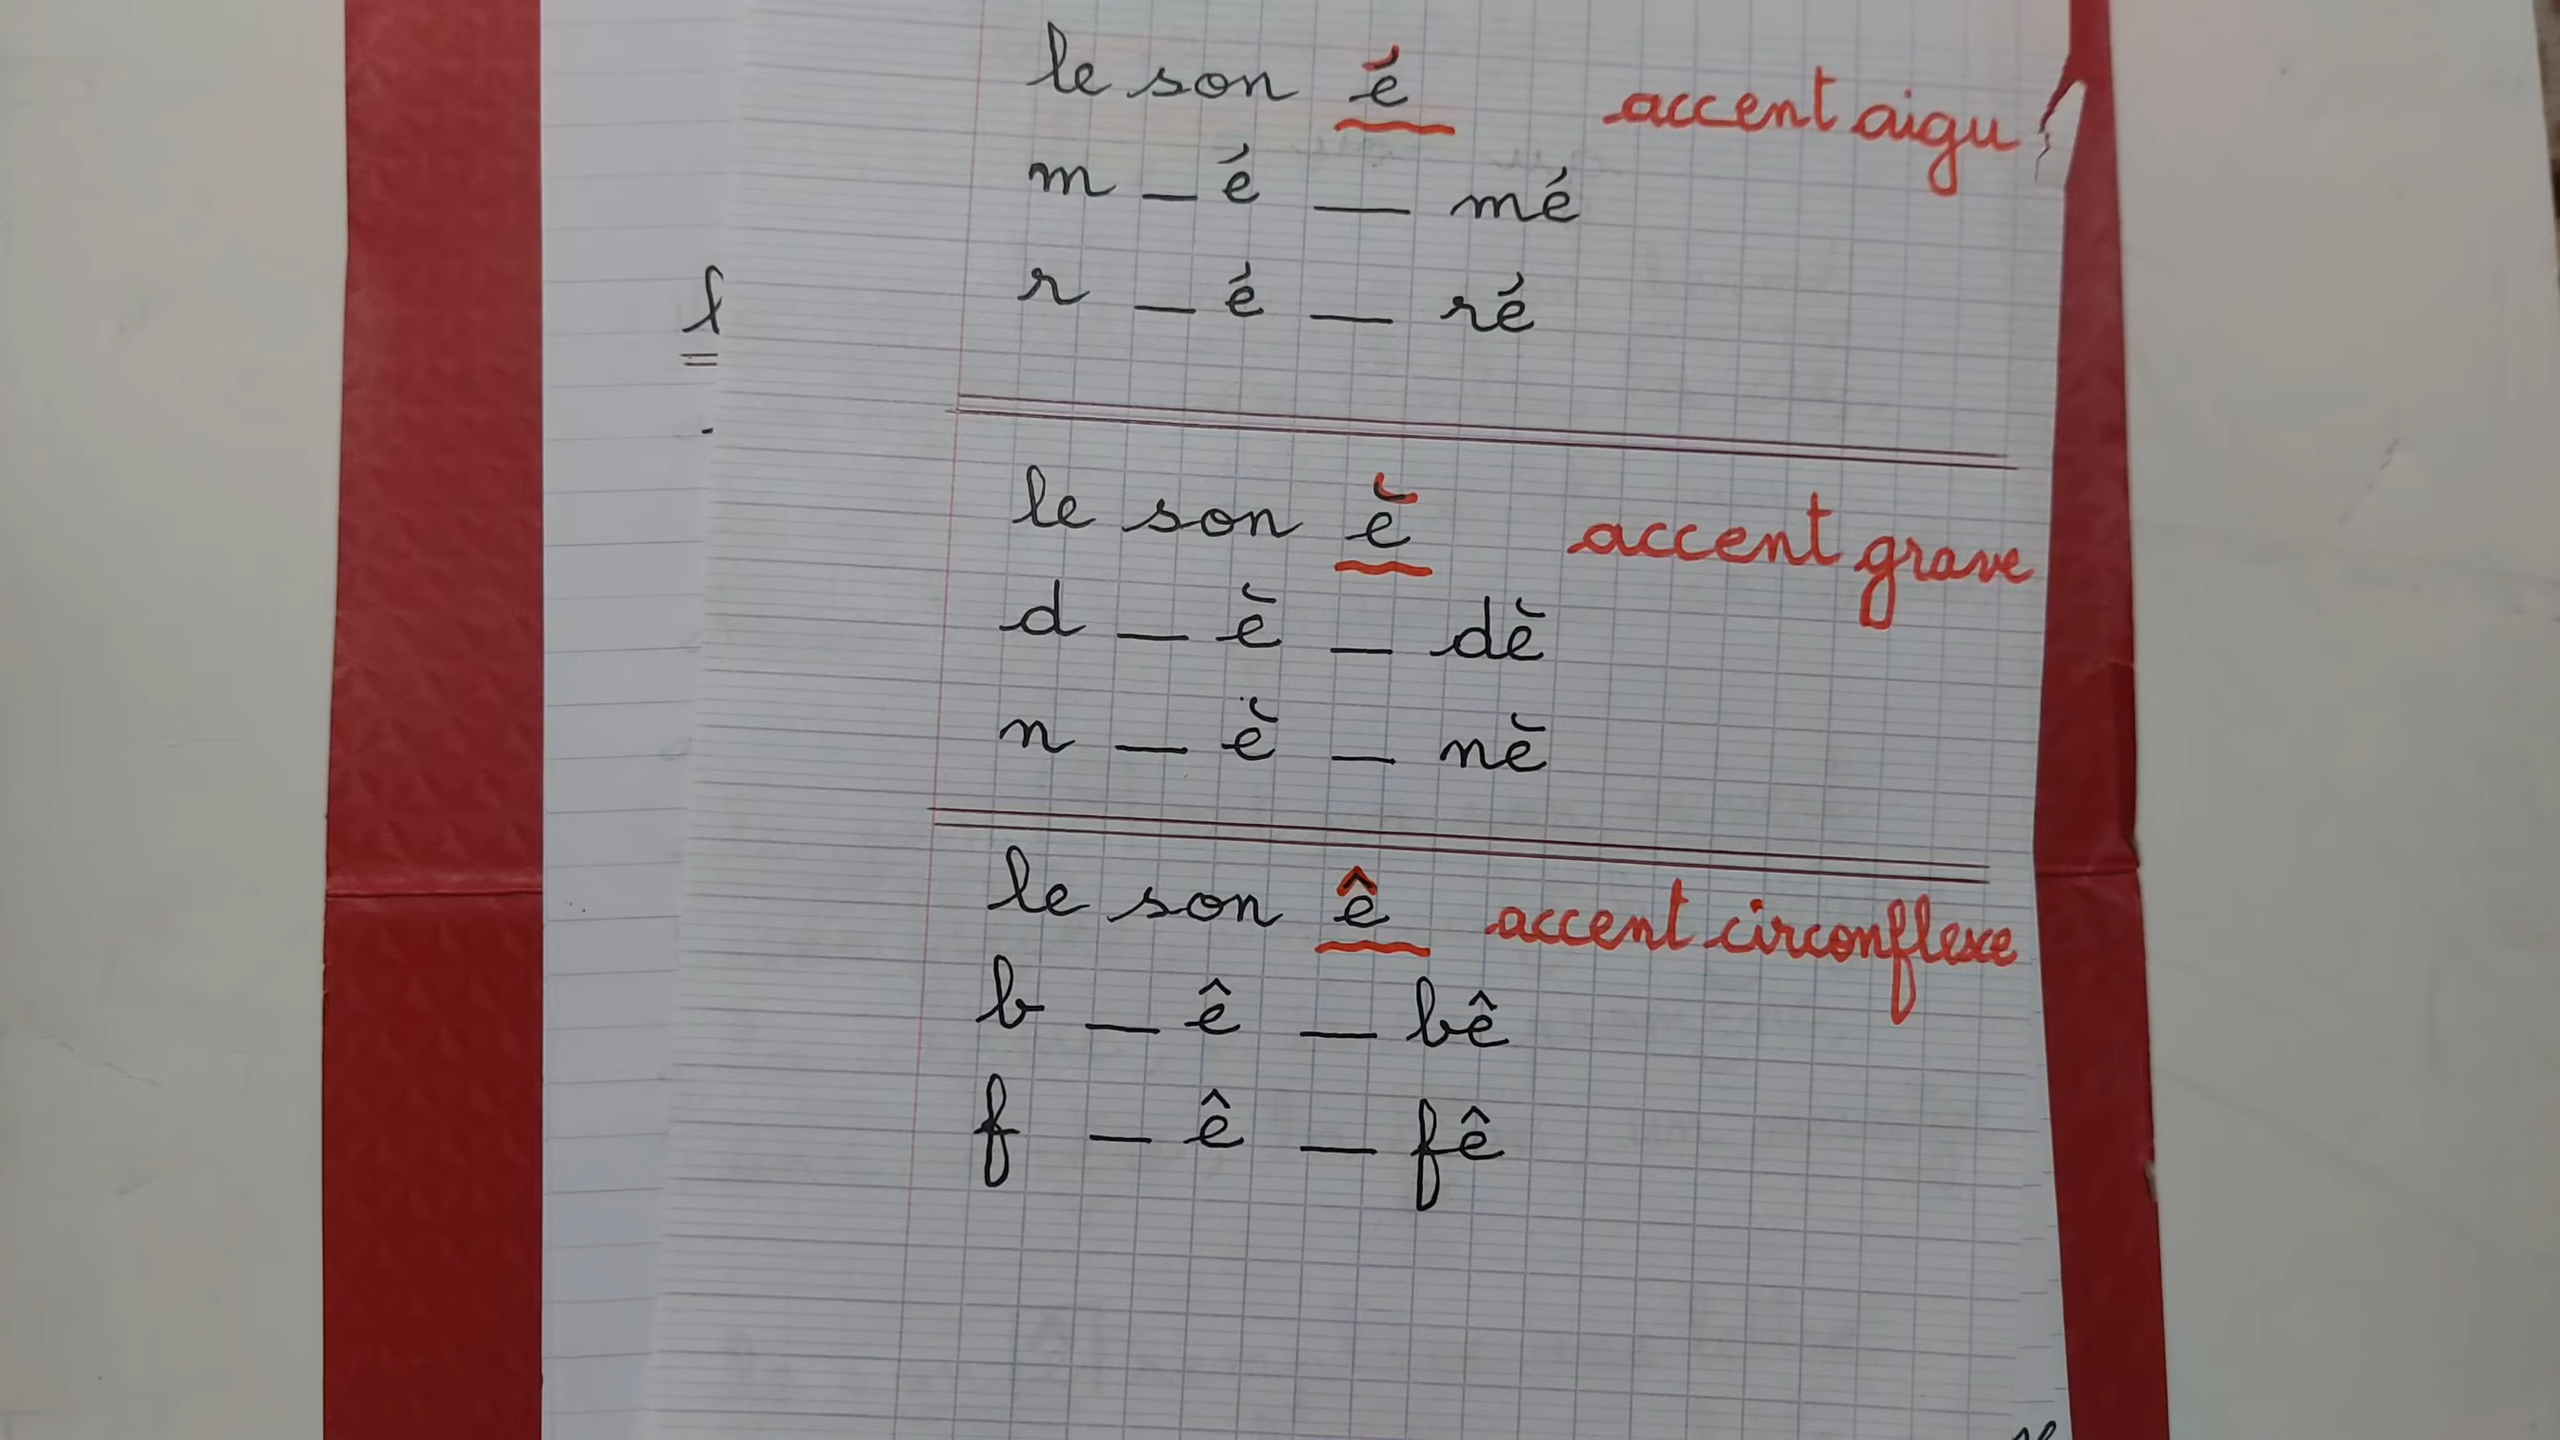 le son é accent aigu
m _ é _ mé
r _ é _ ré
le son è accent grave
d _ è _ dè
n _ è _ nè
le son ê accent circonflexe
b _ ê _ bê
f _ ê _ fê